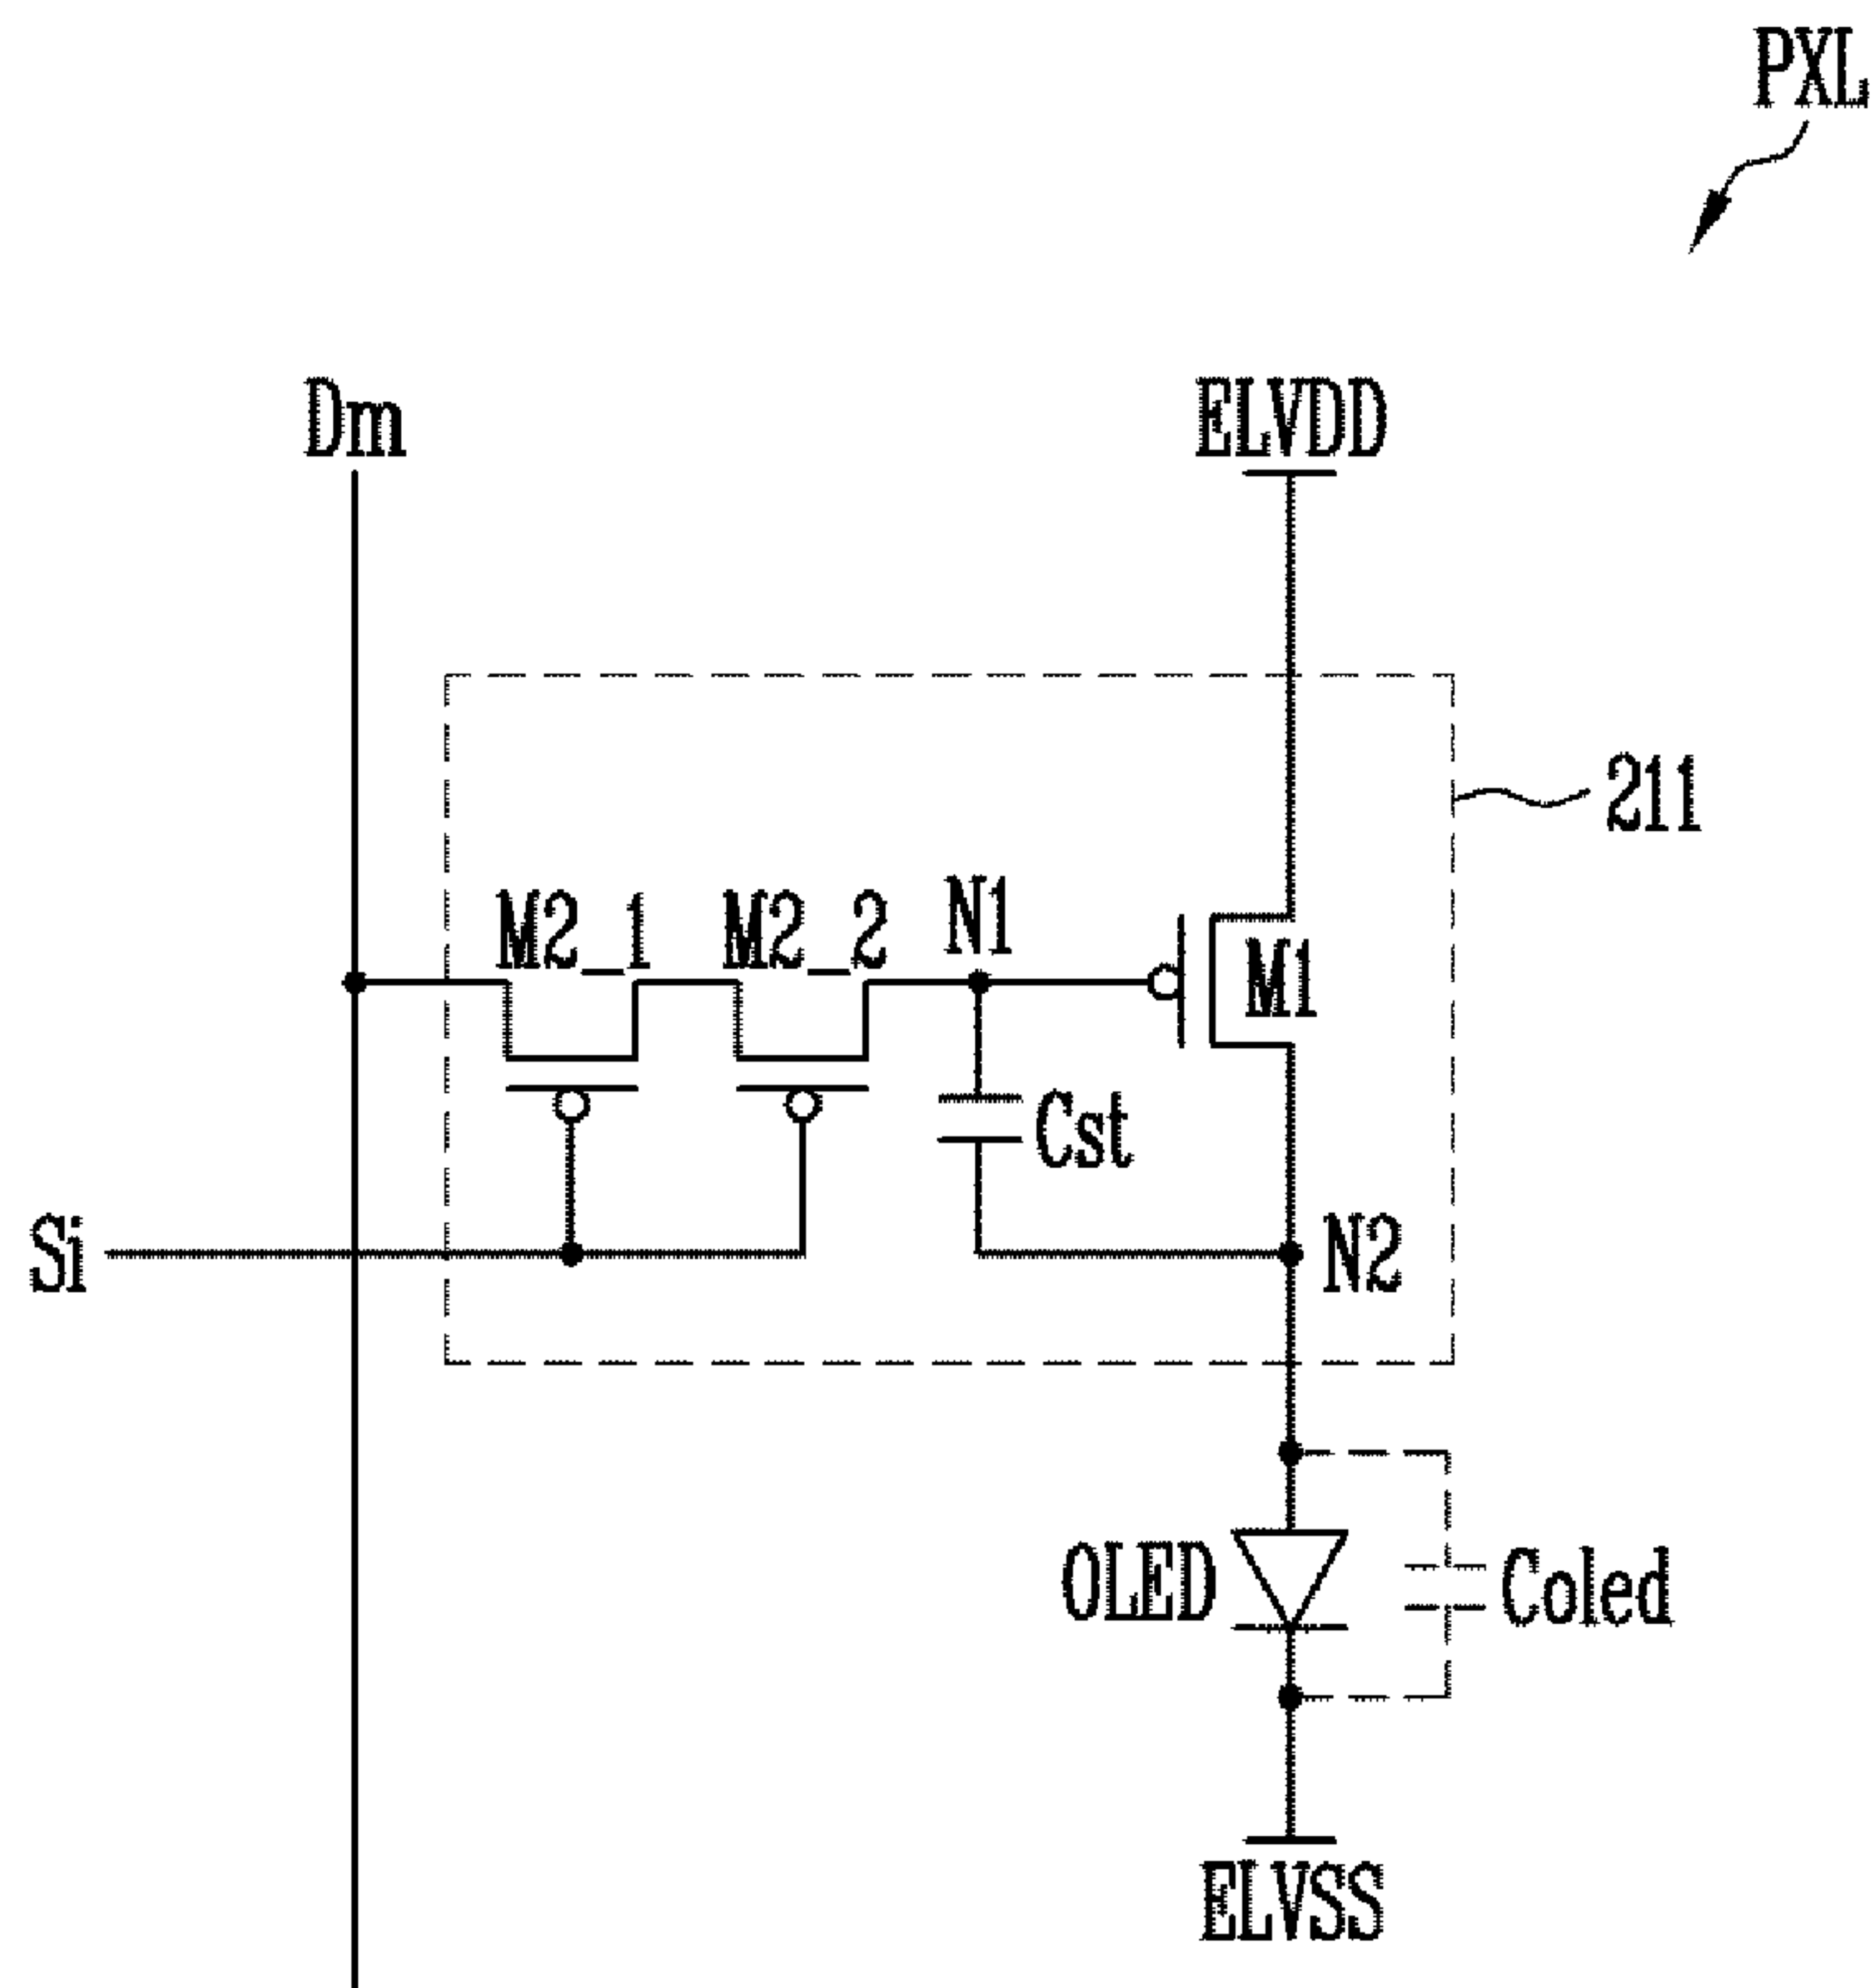 PXL
Dm
ELVDD
211
M2_1
M2_2
N1
M1
Cst
Si
N2
OLED
Coled
ELVSS